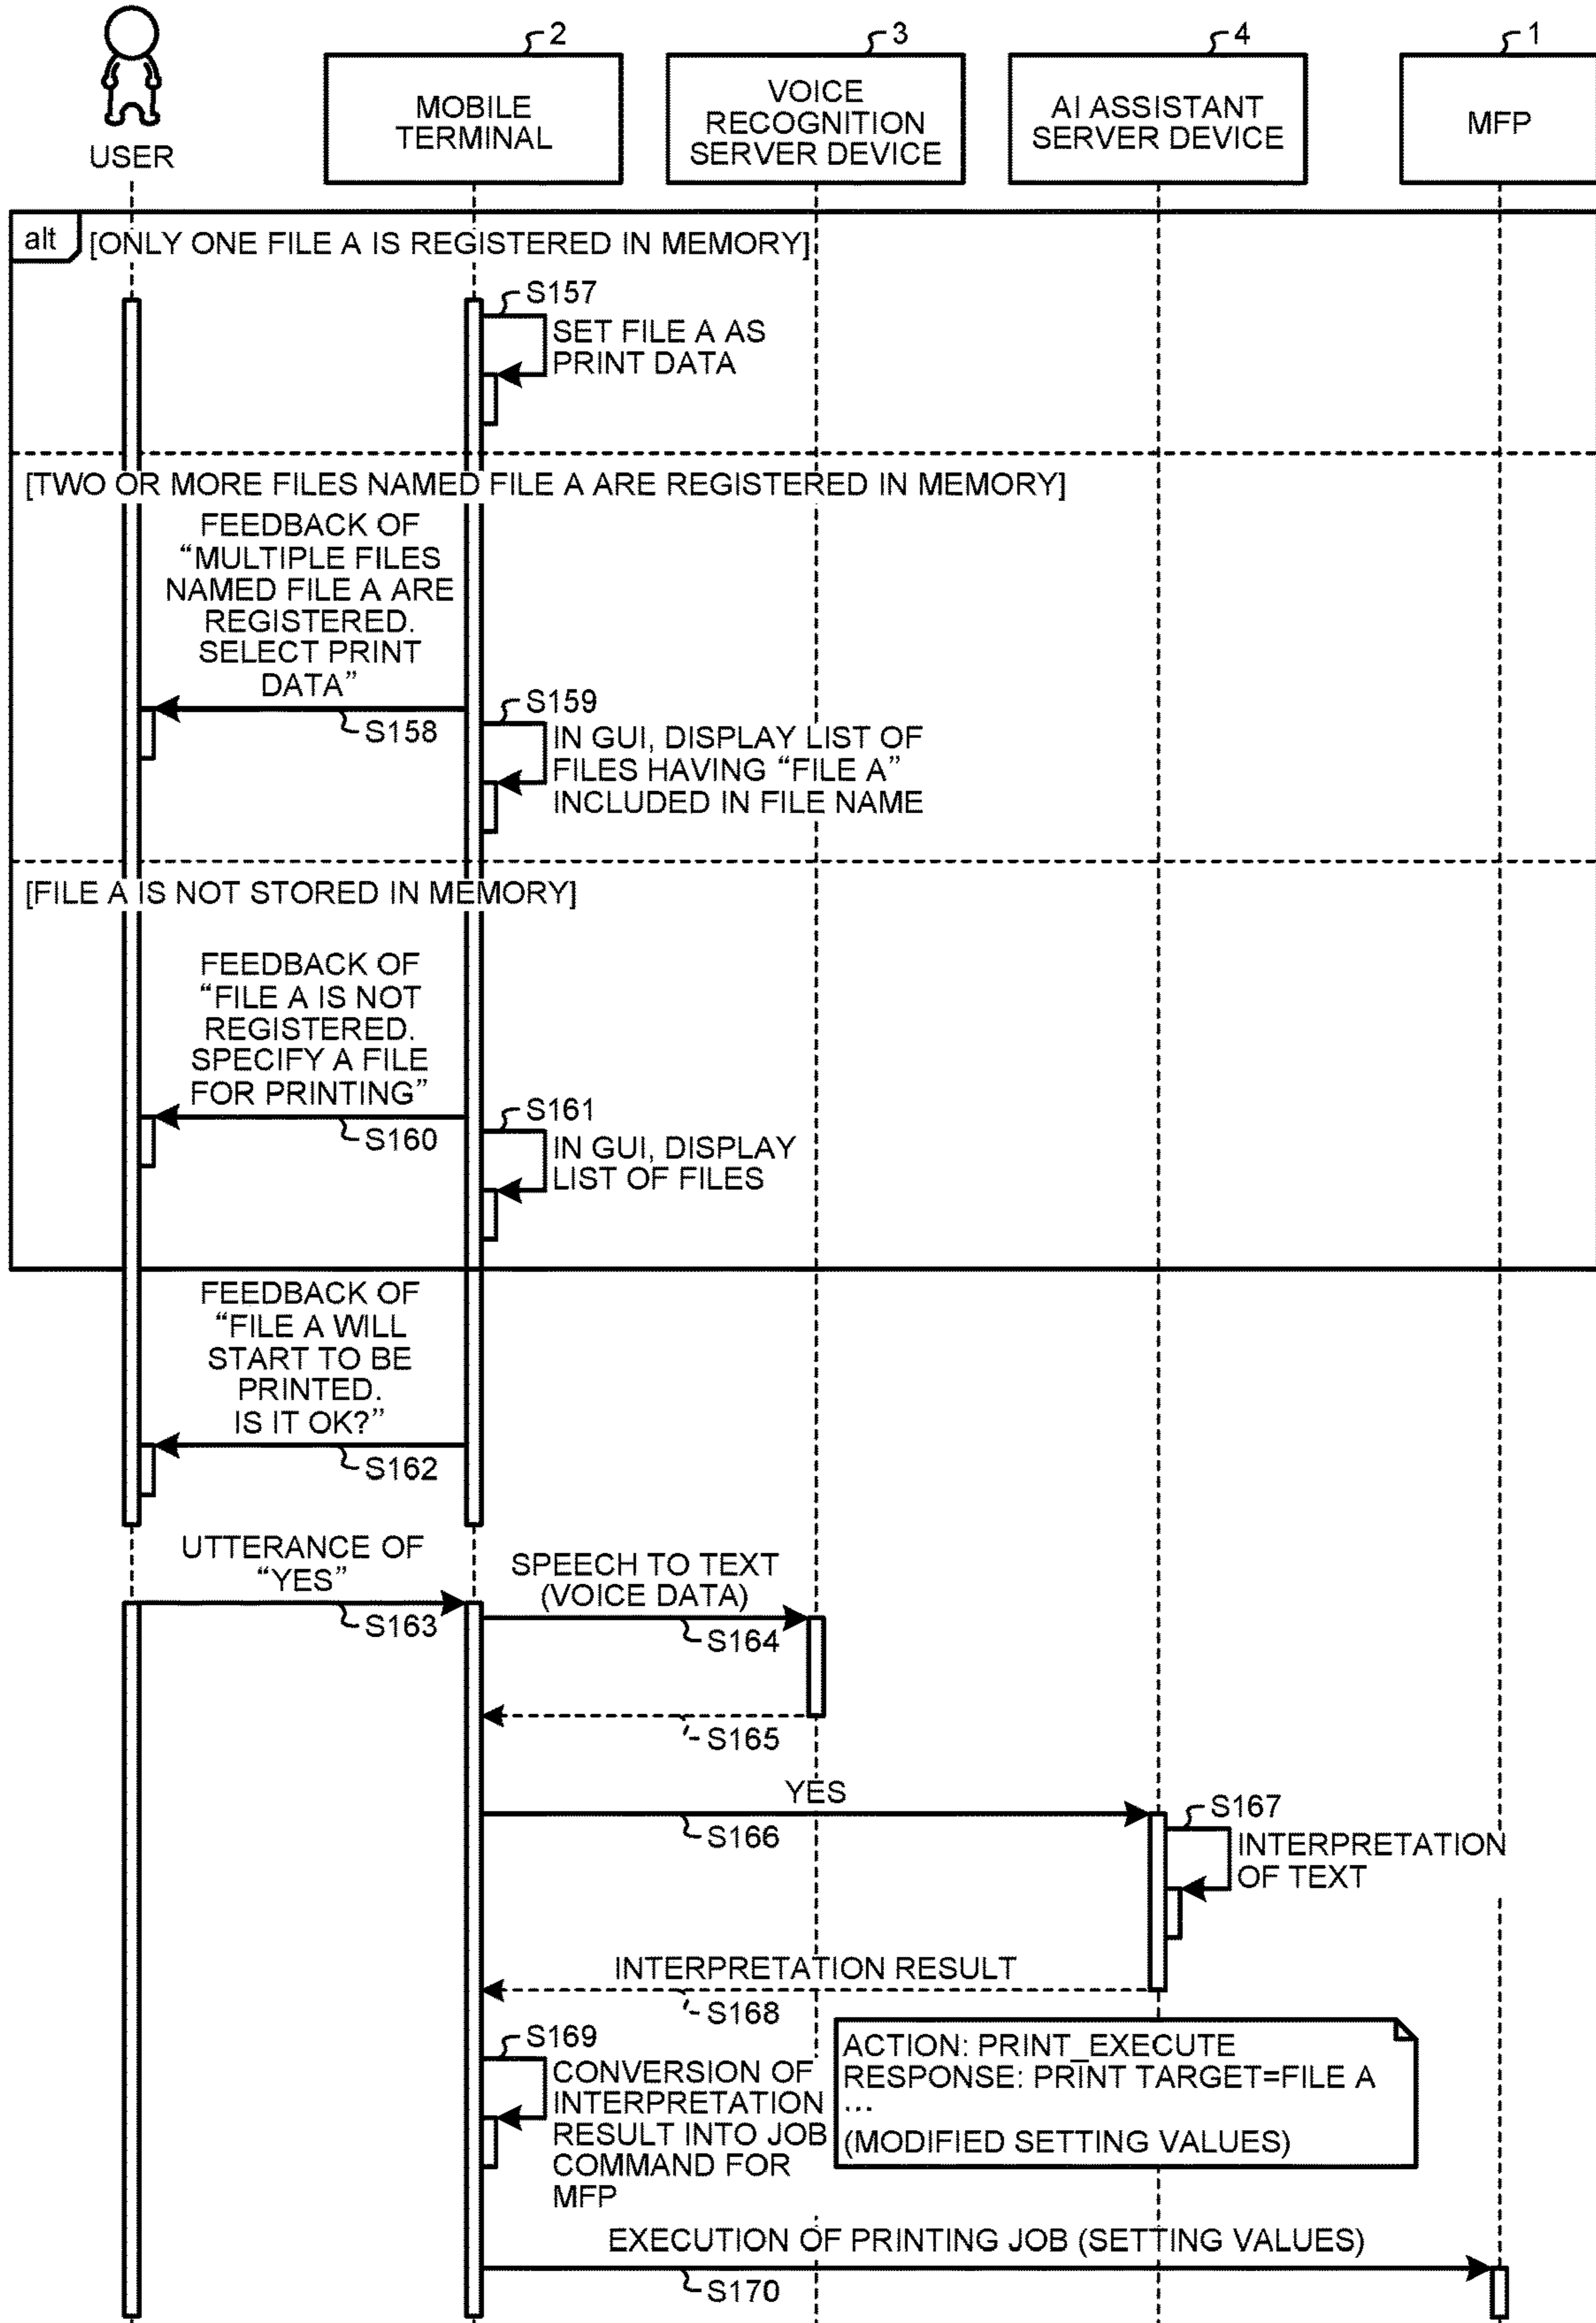 2
3
4
1
USER
MOBILE
TERMINAL
VOICE
RECOGNITION
SERVER DEVICE
AI ASSISTANT
SERVER DEVICE
MFP
alt
[ONLY ONE FILE A IS REGISTERED IN MEMORY]
S157
SET FILE A AS
PRINT DATA
[TWO OR MORE FILES NAMED FILE A ARE REGISTERED IN MEMORY]
FEEDBACK OF
“MULTIPLE FILES
NAMED FILE A ARE
REGISTERED.
SELECT PRINT
DATA”
S158
S159
IN GUI, DISPLAY LIST OF
FILES HAVING “FILE A”
INCLUDED IN FILE NAME
[FILE A IS NOT STORED IN MEMORY]
FEEDBACK OF
“FILE A IS NOT
REGISTERED.
SPECIFY A FILE
FOR PRINTING”
S160
S161
IN GUI, DISPLAY
LIST OF FILES
FEEDBACK OF
“FILE A WILL
START TO BE
PRINTED.
IS IT OK?”
S162
UTTERANCE OF
“YES”
S163
SPEECH TO TEXT
(VOICE DATA)
S164
S165
YES
S166
S167
INTERPRETATION
OF TEXT
INTERPRETATION RESULT
S168
S169
CONVERSION OF
INTERPRETATION
RESULT INTO JOB
COMMAND FOR
MFP
ACTION: PRINT_EXECUTE
RESPONSE: PRINT TARGET=FILE A
...
(MODIFIED SETTING VALUES)
EXECUTION OF PRINTING JOB (SETTING VALUES)
S170